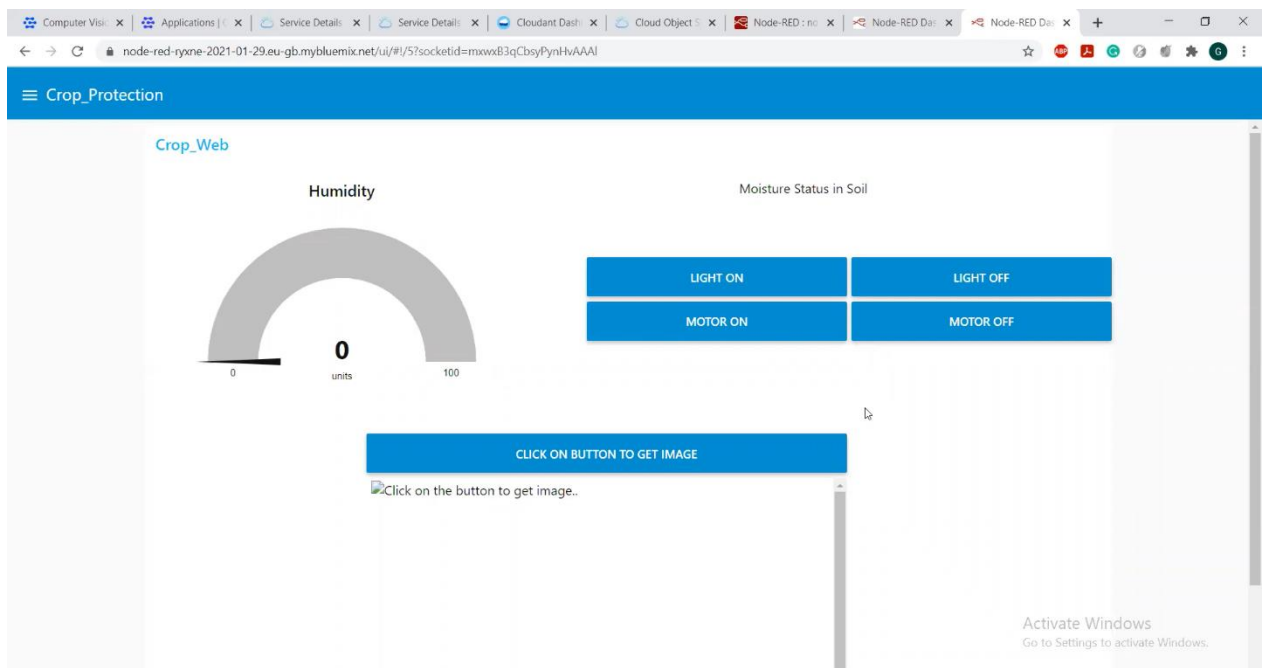 Computer Visi
Applications | C
Service Details
Service Details
Cloudant Dash
Cloud Object S
Node-RED : no
Node-RED Das
Node-RED Das
node-red-ryxne-2021-01-29.eu-gb.mybluemix.net/ui/#!/5?socketid=mxwxB3qCbsyPynHvAAAl
ABP
G
Crop_Protection
Crop_Web
Humidity
Moisture Status in Soil
LIGHT ON
LIGHT OFF
MOTOR ON
MOTOR OFF
0
0
units
100
CLICK ON BUTTON TO GET IMAGE
Click on the button to get image..
Activate Windows
Go to Settings to activate Windows.